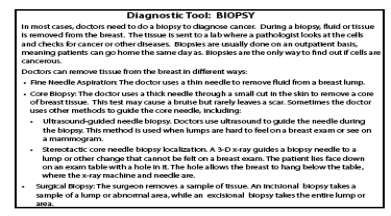 Diagnostic Tool:  BIOPSY
In most cases, doctors need to do a biopsy to diagnose cancer.  During a biopsy, fluid or tissue
is removed from the breast.  The tissue is sent to a lab where a pathologist looks at the cells
and checks for cancer or other diseases.  Biopsies are usually done on an outpatient basis,
meaning patients can go home the same day as.  Biopsies are the only way to find out if cells are
cancerous.
Doctors can remove tissue from the breast in different ways:
• Fine Needle Aspiration: The doctor uses a thin needle to remove fluid from a breast lump.
• Core Biopsy: The doctor uses a thick needle through a small cut in the skin to remove a core
of breast tissue.  This test may cause a bruise but rarely leaves a scar.  Sometimes the doctor
uses other methods to guide the core needle, including:
• Ultrasound-guided needle biopsy. Doctors use ultrasound to guide the needle during
the biopsy. This method is used when lumps are hard to feel on a breast exam or see on
a mammogram.
• Stereotactic core needle biopsy localization. A 3-D x-ray guides a biopsy needle to a
lump or other change that cannot be felt on a breast exam.  The patient lies face down
on an exam table with a hole in it. The hole allows the breast to hang below the table,
where the x-ray machine and needle are.
• Surgical Biopsy: The surgeon removes a sample of tissue. An incisional  biopsy takes a
sample of a lump or abnormal area, while an  excisional  biopsy takes the entire lump or
area.